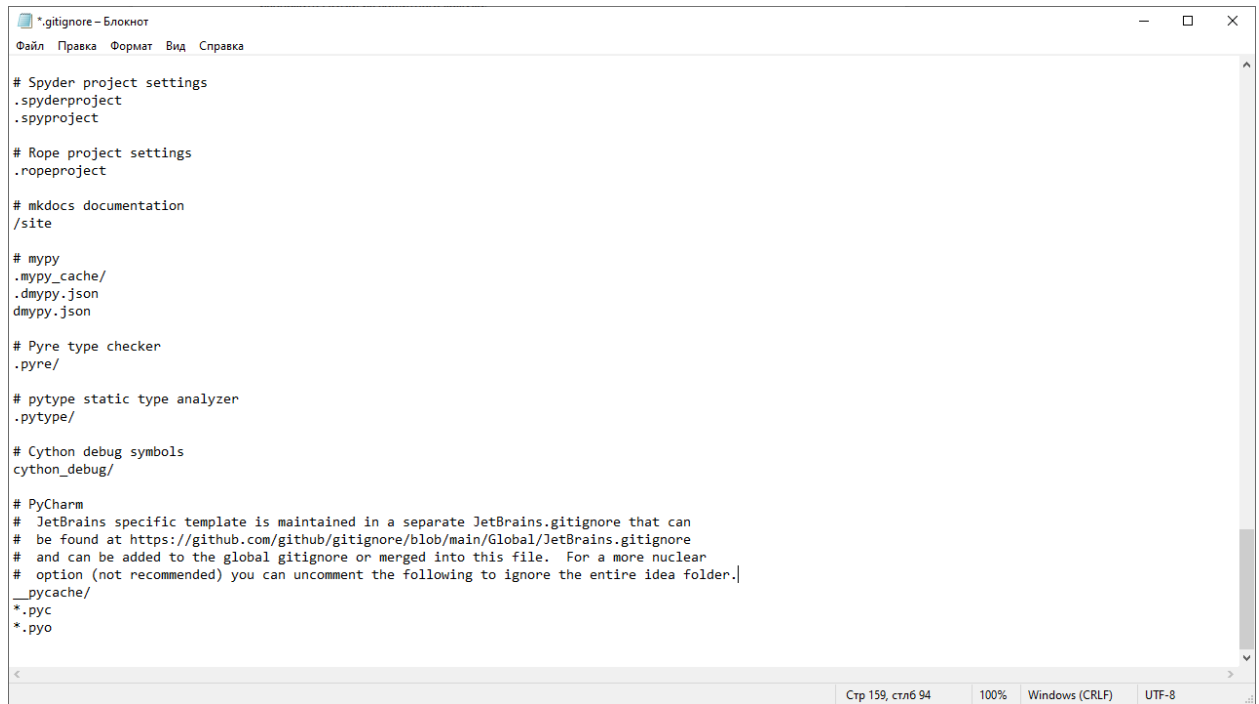 *.gitignore – Блокнот
Файл Правка Формат Вид Справка
# Spyder project settings
.spyderproject
.spyproject
# Rope project settings
.ropeproject
# mkdocs documentation
/site
# mypy
.mypy_cache/
.dmypy.json
dmypy.json
# Pyre type checker
.pyre/
# pytype static type analyzer
.pytype/
# Cython debug symbols
cython_debug/
# PyCharm
#  JetBrains specific template is maintained in a separate JetBrains.gitignore that can
#  be found at https://github.com/github/gitignore/blob/main/Global/JetBrains.gitignore
#  and can be added to the global gitignore or merged into this file.  For a more nuclear
#  option (not recommended) you can uncomment the following to ignore the entire idea folder.
__pycache/
*.pyc
*.pyo
Стр 159, стлб 94 100% Windows (CRLF) UTF-8